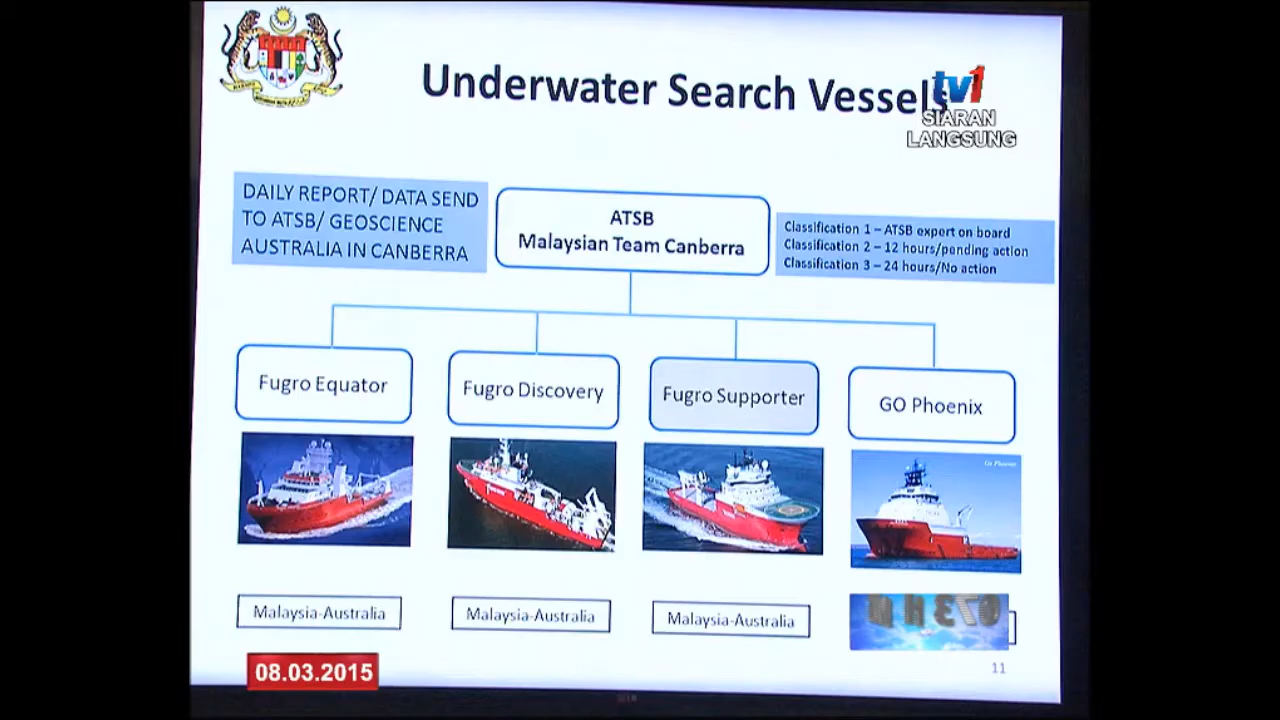 Underwater Search Vessels
tv1
SIARAN
LANGSUNG
DAILY REPORT/ DATA SEND
TO ATSB/ GEOSCIENCE
AUSTRALIA IN CANBERRA
ATSB
Malaysian Team Canberra
Classification 1 – ATSB expert on board
Classification 2 – 12 hours/pending action
Classification 3 – 24 hours/No action
Fugro Equator
Fugro Discovery
Fugro Supporter
GO Phoenix
Go Phoenix
Malaysia-Australia
Malaysia-Australia
Malaysia-Australia
08.03.2015
11